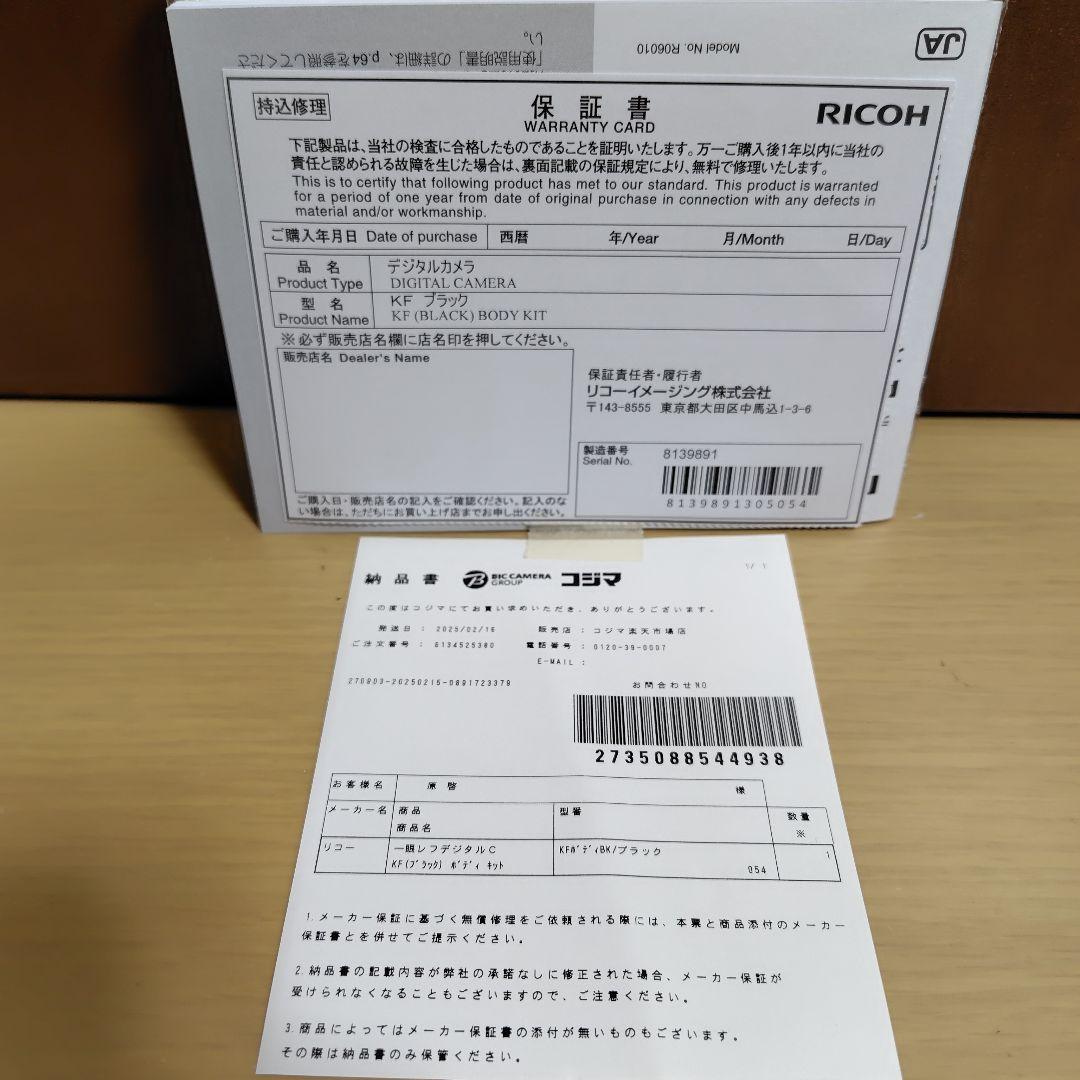 JA
Model No. R06010
「使用説明書」の詳細は、p.64を参照してくださ
い。
持込修理
保証書
RICOH
WARRANTY CARD
下記製品は、当社の検査に合格したものであることを証明いたします。万一ご購入後1年以内に当社の
責任と認められる故障を生じた場合は、裏面記載の保証規定により、無料で修理いたします。
This is to certify that following product has met to our standard. This product is warranted
for a period of one year from date of original purchase in connection with any defects in
material and/or workmanship.
ご購入年月日 Date of purchase 西暦 年/Year 月/Month 日/Day
品名 デジタルカメラ
Product Type DIGITAL CAMERA
型名 KF ブラック
Product Name KF (BLACK) BODY KIT
※必ず販売店名欄に店名印を押してください。
販売店名 Dealer's Name
保証責任者・履行者
リコーイメージング株式会社
〒143-8555 東京都大田区中馬込1-3-6
製造番号 8139891
Serial No.
8139891305054
ご購入日・販売店名の記入をご確認ください。記入のな
い場合は、ただちにお買い上げ店までお申し出ください。
納品書 BIC CAMERA GROUP コジマ
この度はコジマにてお買い求めいただき、ありがとうございます。
発送日 : 2025/02/16 販売店 : コジマ楽天市場店
ご注文番号 : 6134525380 電話番号 : 0120-39-0007
E-MAIL :
270903-20250215-0891723379 お問合わせNO
2735088544938
お客様名 原 啓 様
メーカー名 商品 型番 数量
商品名 ※
リコー 一眼レフデジタルC KFボディBK/ブラック 1
KF(ブラック) ボディ キット 054
1.メーカー保証に基づく無償修理をご依頼される際には、本票と商品添付のメーカー
保証書とを併せてご提示ください。
2.納品書の記載内容が弊社の承諾なしに修正された場合、メーカー保証が
受けられなくなることもございますので、ご注意ください。
3.商品によってはメーカー保証書の添付が無いものもございます。
その際は納品書のみ保管ください。